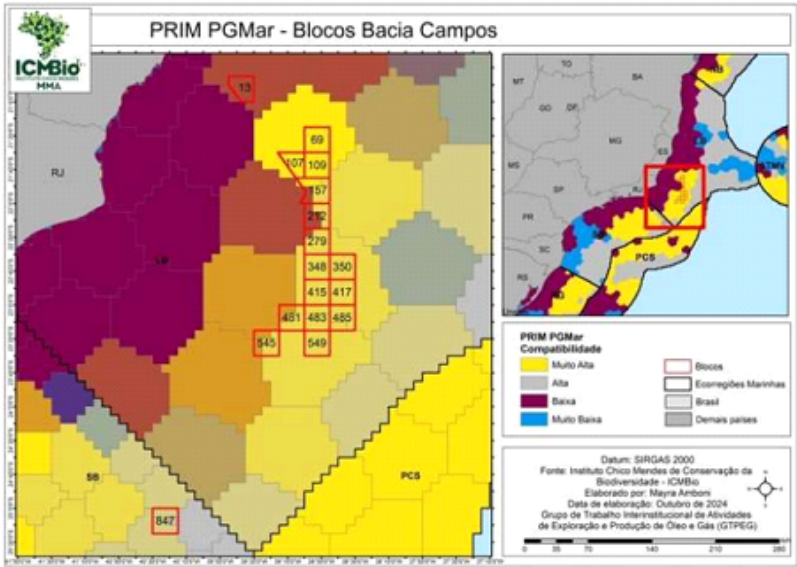 PRIM PGMar - Blocos Bacia Campos
ICMBio
INSTITUTO CHICO MENDES
MMA
RJ
13
69
107 109
157
212
279
348 350
415 417
481 483 485
545 549
847
SB
PCS
TO
MT
BA
GO
DF
MG
ES
MS
SP
RJ
PR
SC
RS
PCS
PRIM PGMar
Compatibilidade
Muito Alta
Alta
Baixa
Muito Baixa
Blocos
Ecorregiões Marinhas
Brasil
Demais países
Datum: SIRGAS 2000
Fonte: Instituto Chico Mendes de Conservação da
Biodiversidade - ICMBio
Elaborado por: Mayra Amboni
Data de elaboração: Outubro de 2024
Grupo de Trabalho Interinstitucional de Atividades
de Exploração e Produção de Óleo e Gás (GTPEG)
0 35 70 140 210 280